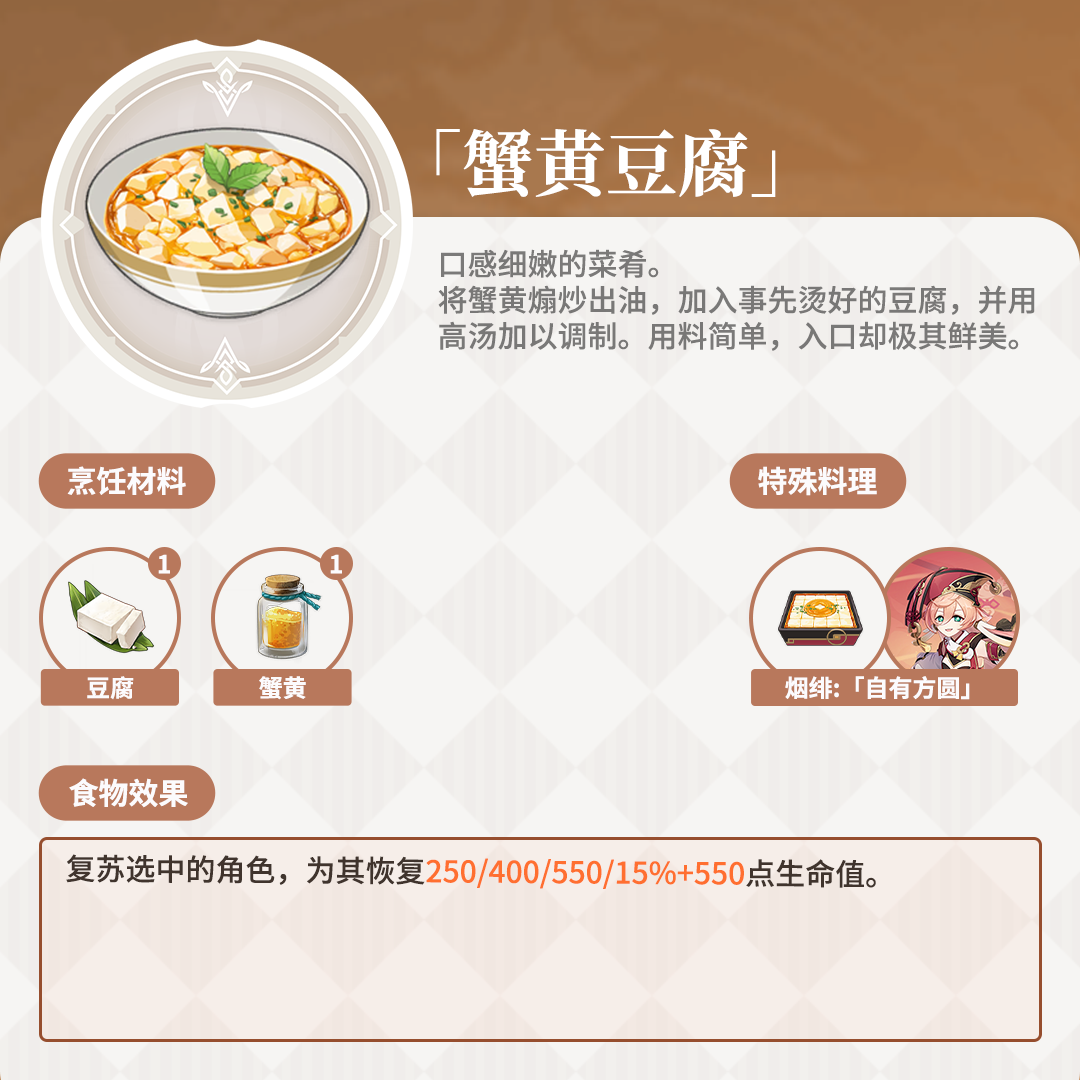 「蟹黄豆腐」
口感细嫩的菜肴。
将蟹黄煸炒出油，加入事先烫好的豆腐，并用
高汤加以调制。用料简单，入口却极其鲜美。
烹饪材料
特殊料理
1
1
豆腐
蟹黄
烟绯:「自有方圆」
食物效果
复苏选中的角色，为其恢复250/400/550/15%+550点生命值。